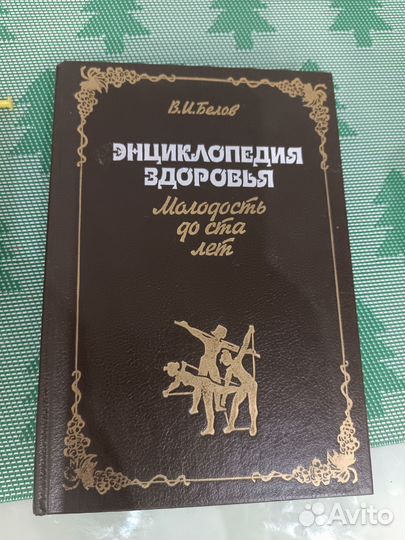 В.И.Белов
ЭНЦИКЛОПЕДИЯ
ЗДОРОВЬЯ
Молодость
до ста
лет
Avito